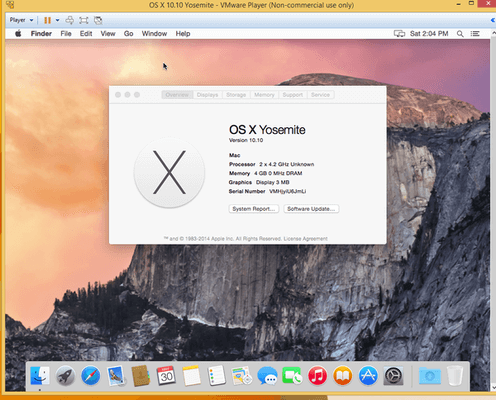 OS X 10.10 Yosemite - VMware Player (Non-commercial use only)
Player
Finder File Edit View Go Window Help
Sat 2:04 PM
Overview Displays Storage Memory Support Service
OS X Yosemite
Version 10.10
Mac
Processor 2 x 4.2 GHz Unknown
Memory 4 GB 0 MHz DRAM
Graphics Display 3 MB
System Report...
Software Update...
™ and © 1983-2014 Apple Inc. All Rights Reserved. License Agreement
30